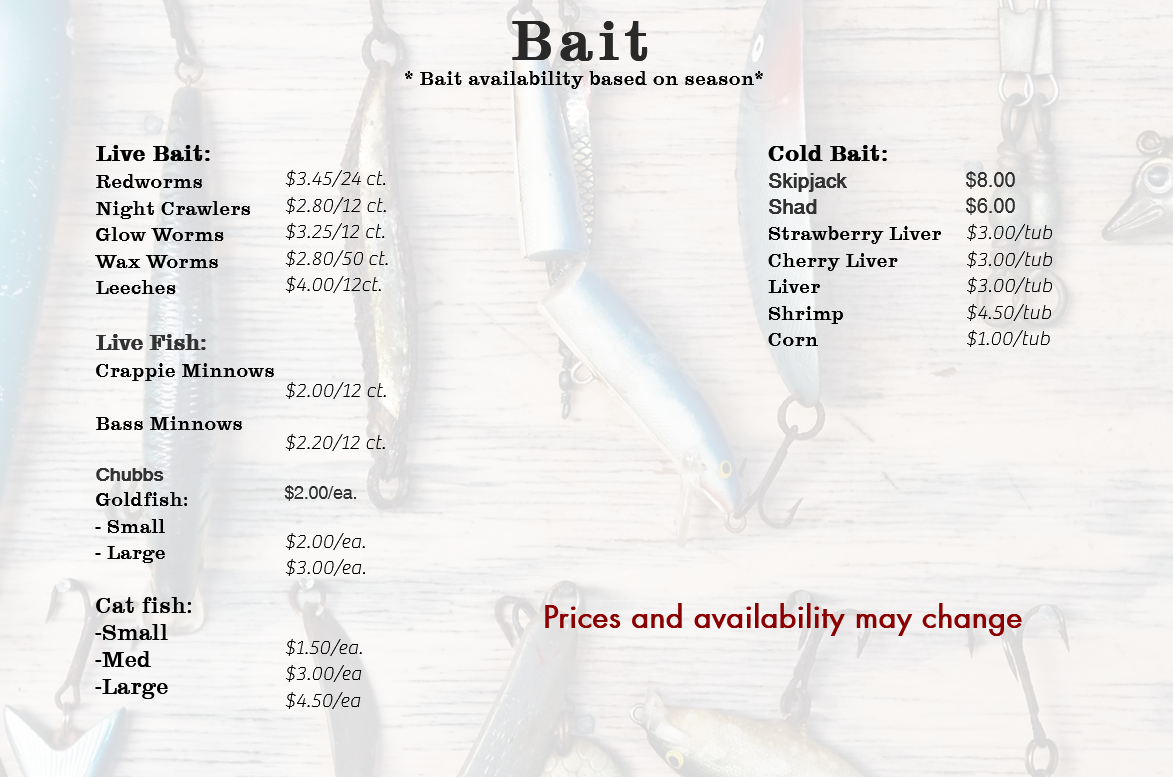 Bait
* Bait availability based on season*
Live Bait:
Redworms $3.45/24 ct.
Night Crawlers $2.80/12 ct.
Glow Worms $3.25/12 ct.
Wax Worms $2.80/50 ct.
Leeches $4.00/12ct.
Live Fish:
Crappie Minnows
$2.00/12 ct.
Bass Minnows
$2.20/12 ct.
Chubbs
$2.00/ea.
Goldfish:
- Small
$2.00/ea.
- Large
$3.00/ea.
Cat fish:
-Small
$1.50/ea.
-Med
$3.00/ea
-Large
$4.50/ea
Cold Bait:
Skipjack $8.00
Shad $6.00
Strawberry Liver $3.00/tub
Cherry Liver $3.00/tub
Liver $3.00/tub
Shrimp $4.50/tub
Corn $1.00/tub
Prices and availability may change